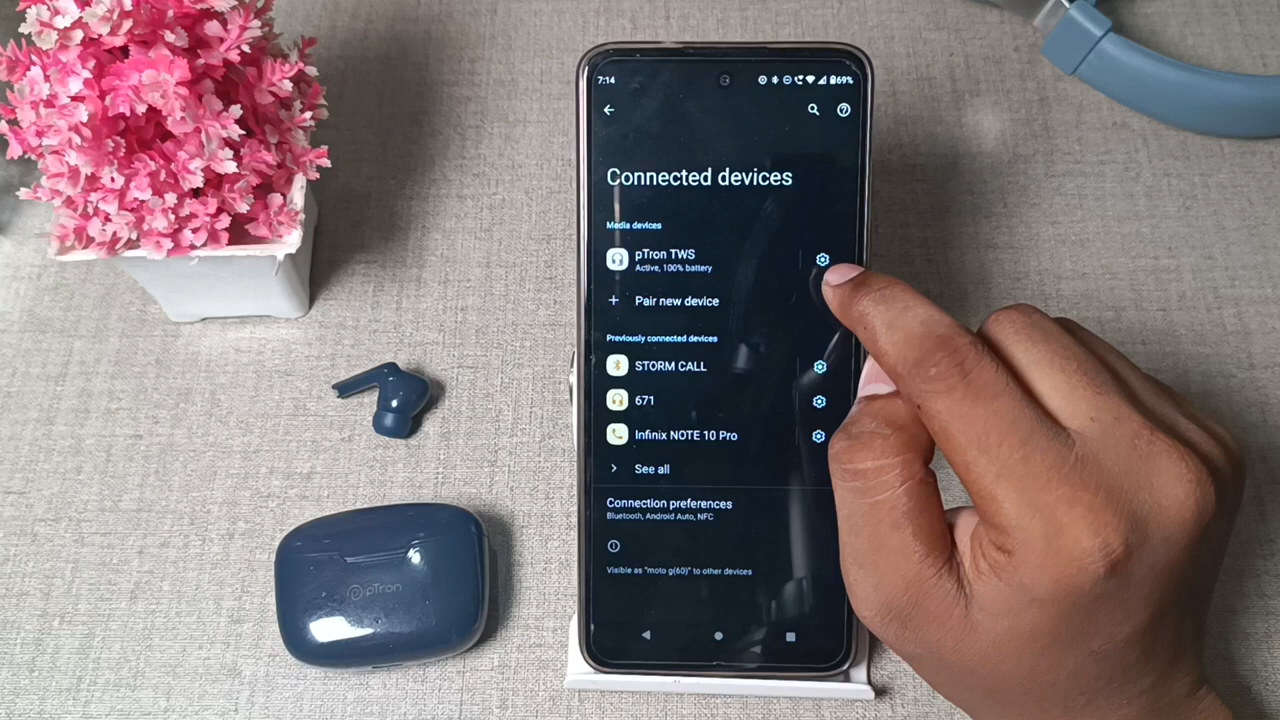 7:14
69%
Connected devices
Media devices
pTron TWS
Active, 100% battery
Pair new device
Previously connected devices
STORM CALL
671
Infinix NOTE 10 Pro
See all
Connection preferences
Bluetooth, Android Auto, NFC
Visible as "moto g(60)" to other devices
pTron